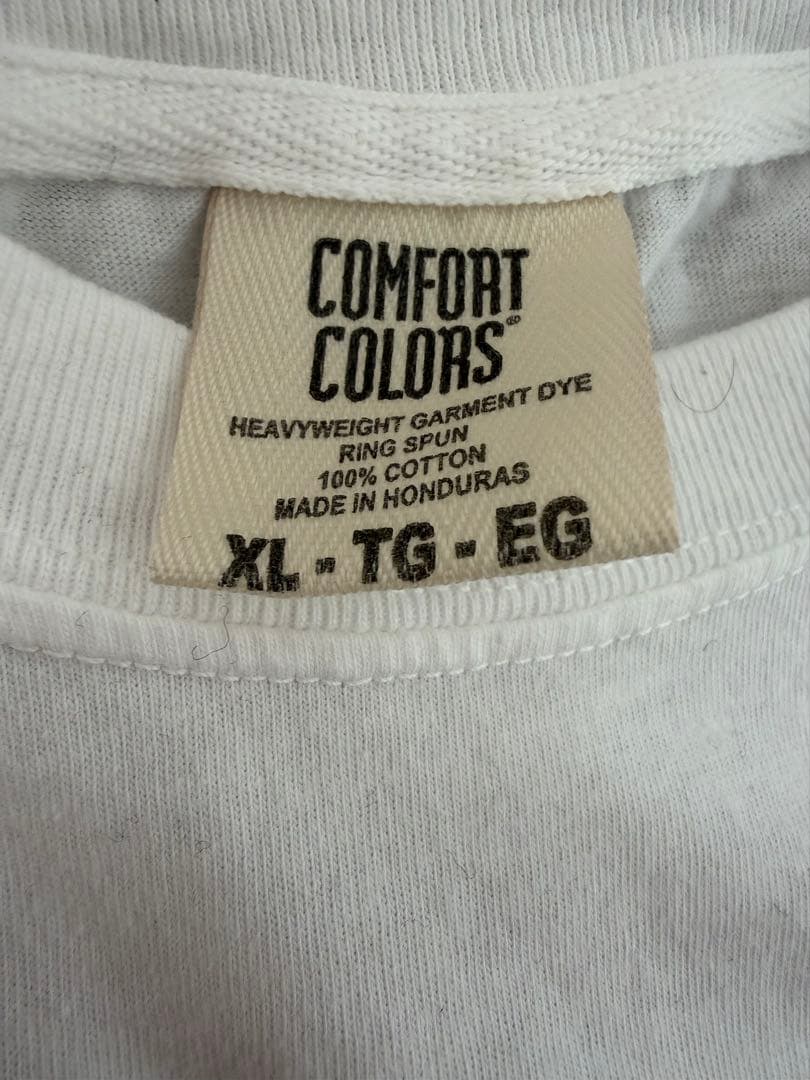 COMFORT
COLORS®
HEAVYWEIGHT GARMENT DYE
RING SPUN
100% COTTON
MADE IN HONDURAS
XL - TG - EG